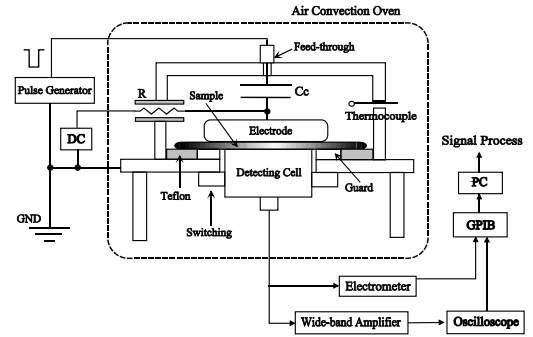 Air Convection Oven
Feed-through
Pulse Generator
R
Sample
Cc
Thermocouple
Electrode
DC
Signal Process
Detecting Cell
PC
Teflon
Guard
GND
Switching
GPIB
Electrometer
Wide-band Amplifier
Oscilloscope